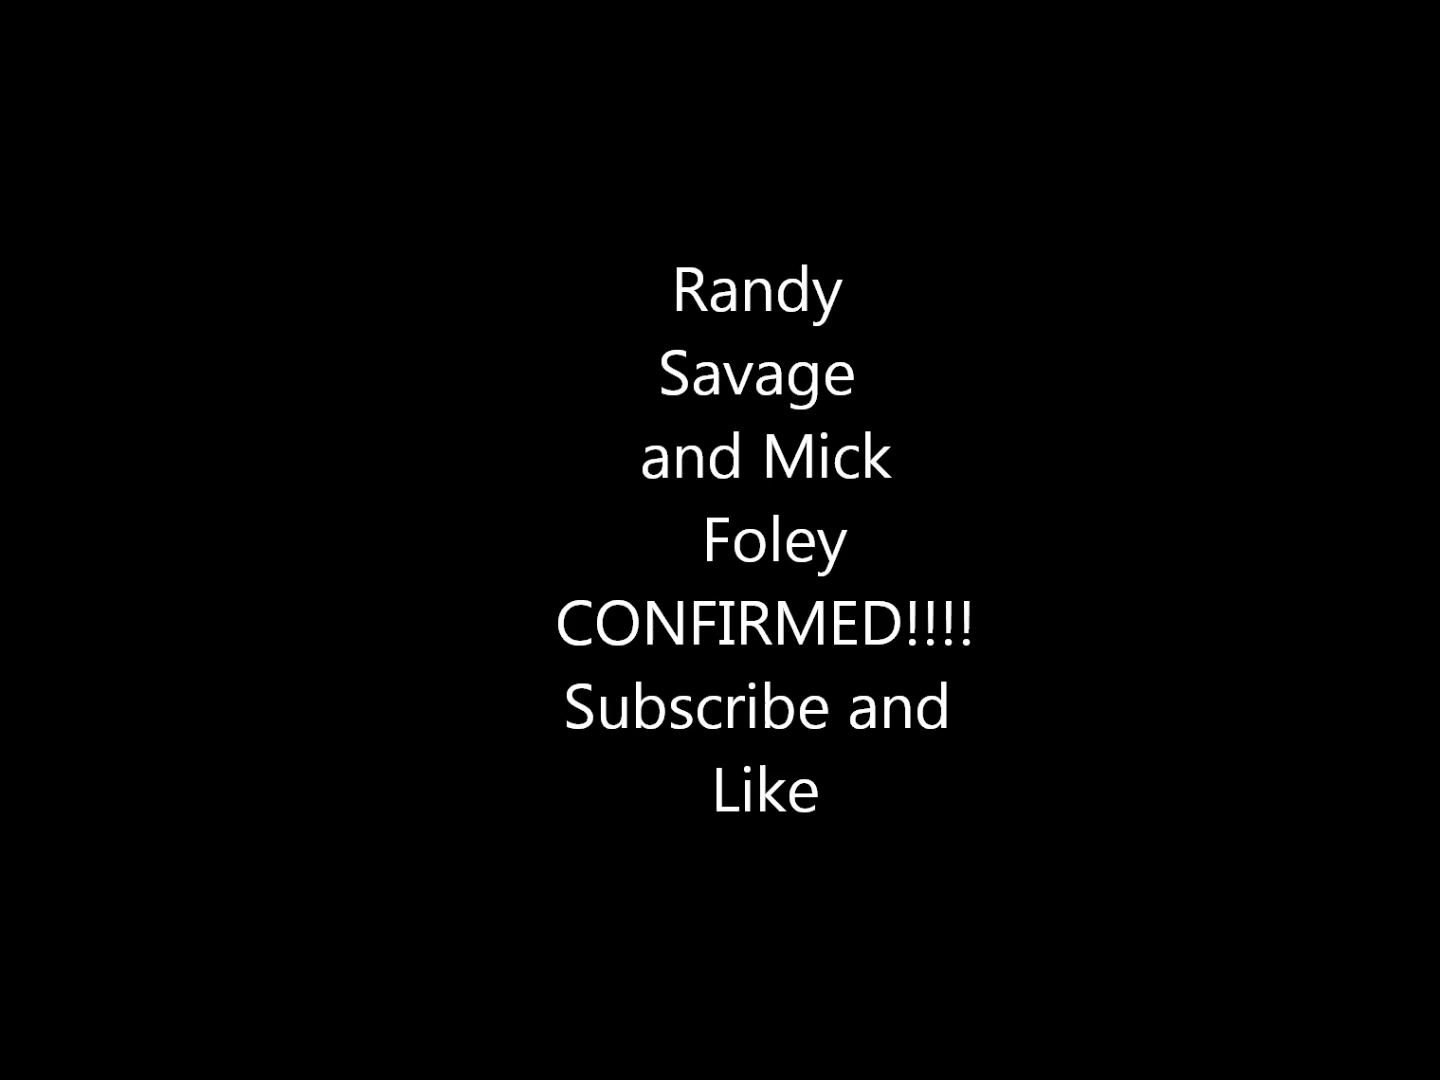 Randy
Savage
and Mick
Foley
CONFIRMED!!!!
Subscribe and
Like